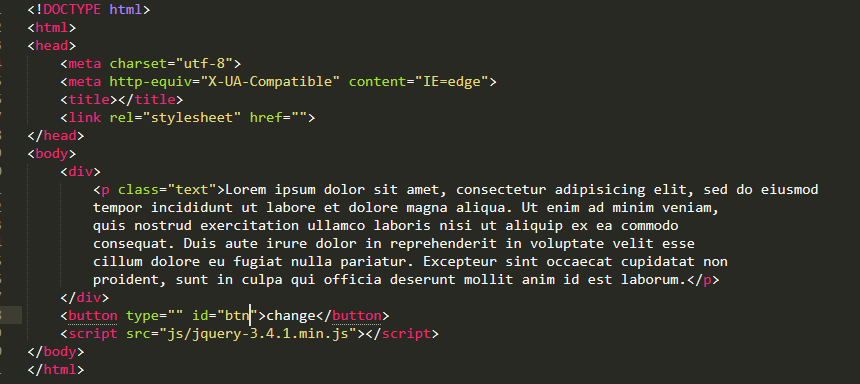 <!DOCTYPE html>
<html>
<head>
    <meta charset="utf-8">
    <meta http-equiv="X-UA-Compatible" content="IE=edge">
    <title></title>
    <link rel="stylesheet" href="">
</head>
<body>
    <div>
        <p class="text">Lorem ipsum dolor sit amet, consectetur adipisicing elit, sed do eiusmod
        tempor incididunt ut labore et dolore magna aliqua. Ut enim ad minim veniam,
        quis nostrud exercitation ullamco laboris nisi ut aliquip ex ea commodo
        consequat. Duis aute irure dolor in reprehenderit in voluptate velit esse
        cillum dolore eu fugiat nulla pariatur. Excepteur sint occaecat cupidatat non
        proident, sunt in culpa qui officia deserunt mollit anim id est laborum.</p>
    </div>
    <button type="" id="btn">change</button>
    <script src="js/jquery-3.4.1.min.js"></script>
</body>
</html>